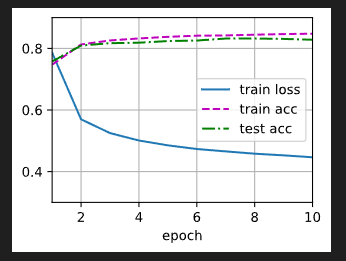 0.8
0.6
0.4
train loss
train acc
test acc
2 4 6 8 10
epoch